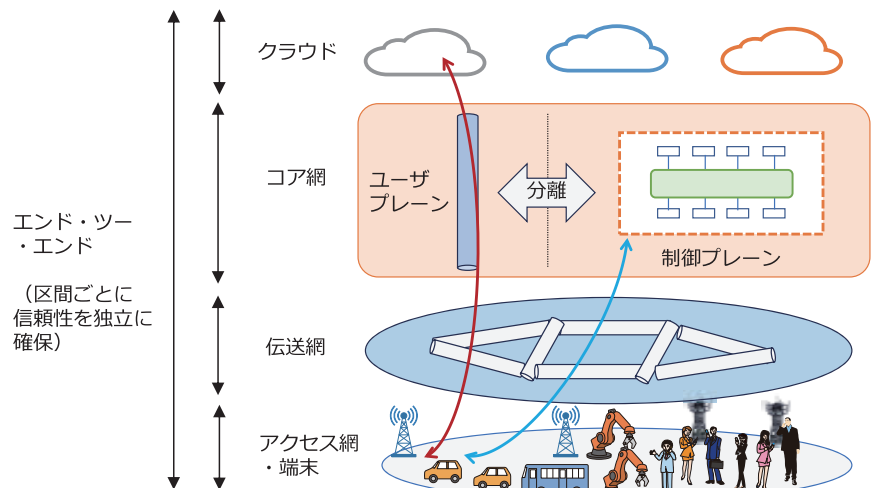 クラウド
コア網
ユーザ
プレーン
分離
制御プレーン
エンド・ツー
・エンド
（区間ごとに
信頼性を独立に
確保）
伝送網
アクセス網
・端末